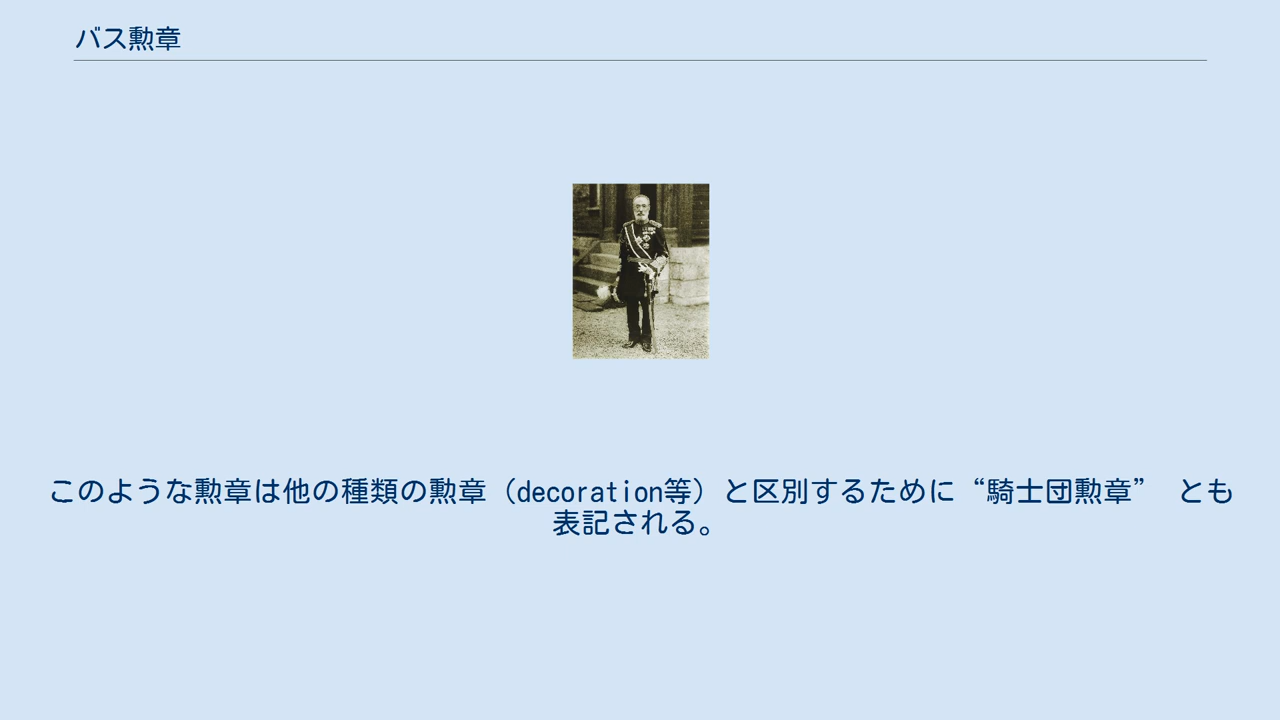 バス勲章
このような勲章は他の種類の勲章（decoration等）と区別するために“騎士団勲章” とも
表記される。